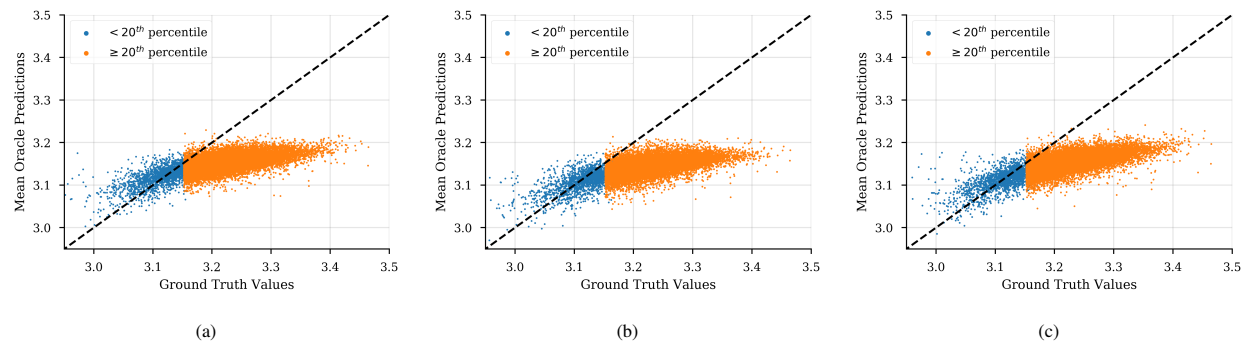 3.5
3.4
3.3
3.2
3.1
3.0
Mean Oracle Predictions
< 20th percentile
≥ 20th percentile
3.0 3.1 3.2 3.3 3.4 3.5
Ground Truth Values
(a)
3.5
3.4
3.3
3.2
3.1
3.0
Mean Oracle Predictions
< 20th percentile
≥ 20th percentile
3.0 3.1 3.2 3.3 3.4 3.5
Ground Truth Values
(b)
3.5
3.4
3.3
3.2
3.1
3.0
Mean Oracle Predictions
< 20th percentile
≥ 20th percentile
3.0 3.1 3.2 3.3 3.4 3.5
Ground Truth Values
(c)